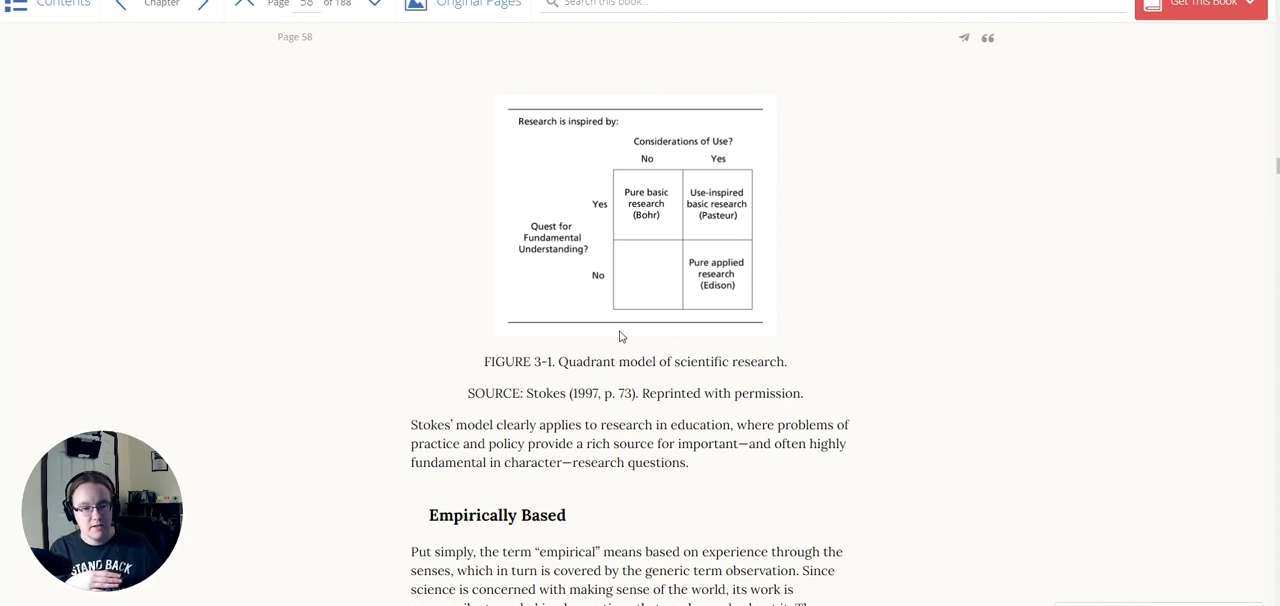 Contents
Chapter
Page 58 of 188
Original Pages
Search this book...
Get This Book
Page 58
Research is inspired by:
Considerations of Use?
No Yes
Yes
Pure basic
research
(Bohr)
Use-inspired
basic research
(Pasteur)
Quest for
Fundamental
Understanding?
No
Pure applied
research
(Edison)
FIGURE 3-1. Quadrant model of scientific research.
SOURCE: Stokes (1997, p. 73). Reprinted with permission.
Stokes’ model clearly applies to research in education, where problems of
practice and policy provide a rich source for important—and often highly
fundamental in character—research questions.
Empirically Based
Put simply, the term “empirical” means based on experience through the
senses, which in turn is covered by the generic term observation. Since
science is concerned with making sense of the world, its work is
STAND BACK